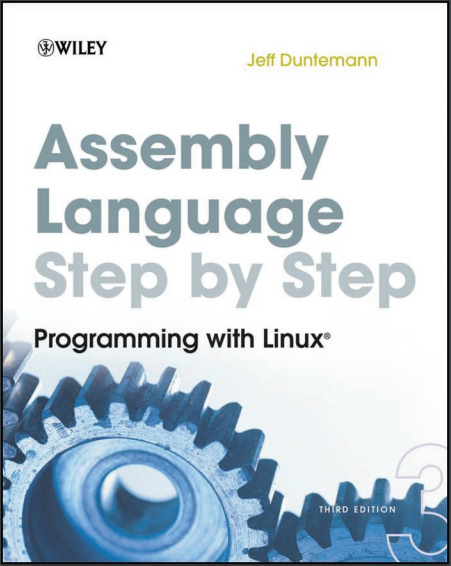 WILEY
Jeff Duntemann
Assembly
Language
Step by Step
Programming with Linux®
THIRD EDITION
3